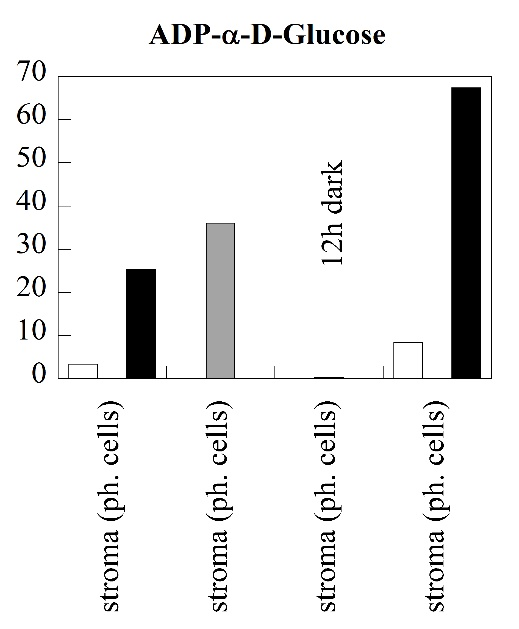 ADP-α-D-Glucose
70
60
50
40
30
20
10
0
12h dark
stroma (ph. cells)
stroma (ph. cells)
stroma (ph. cells)
stroma (ph. cells)